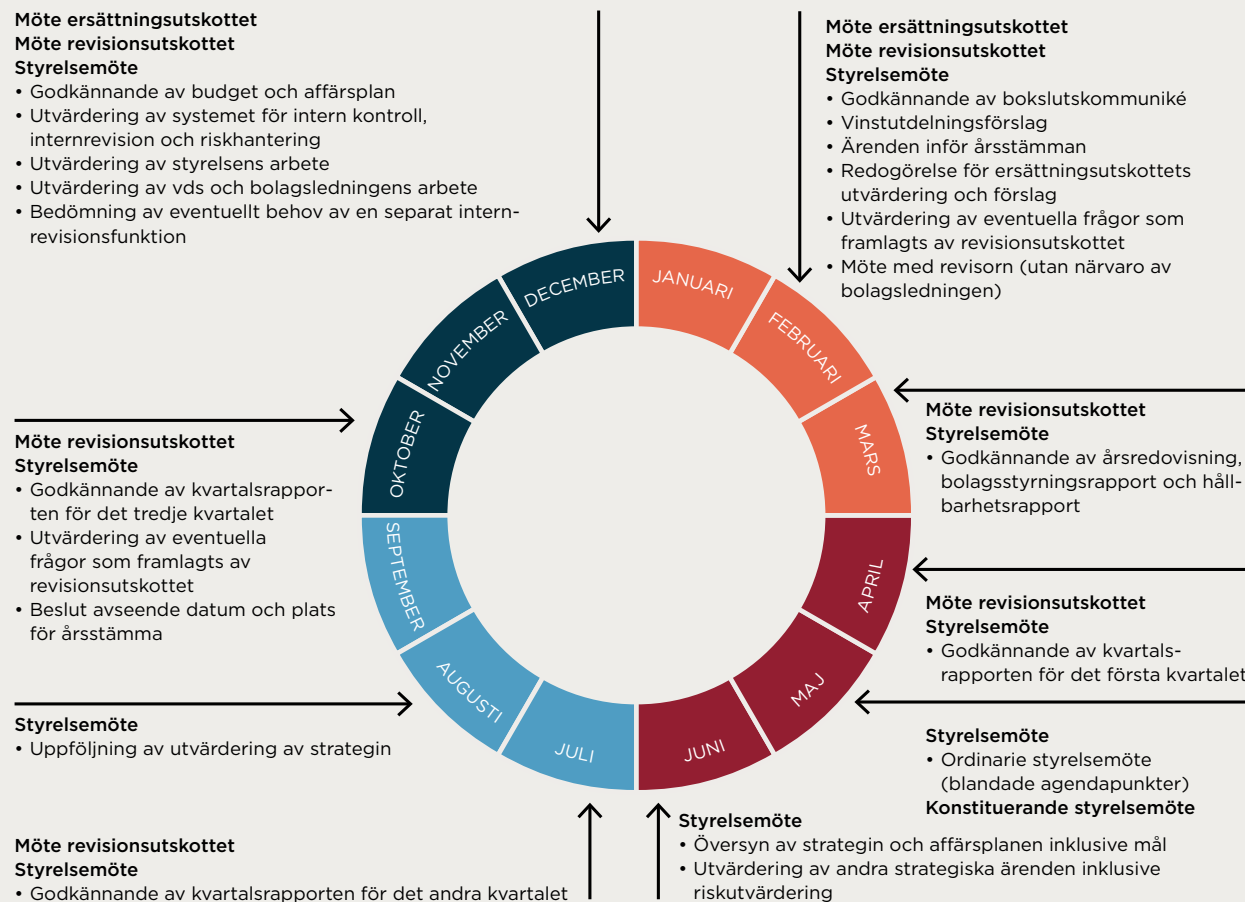 Möte ersättningsutskottet
Möte revisionsutskottet
Styrelsemöte
• Godkännande av budget och affärsplan
• Utvärdering av systemet för intern kontroll,
internrevision och riskhantering
• Utvärdering av styrelsens arbete
• Utvärdering av vds och bolagsledningens arbete
• Bedömning av eventuellt behov av en separat intern-
revisionsfunktion
Möte ersättningsutskottet
Möte revisionsutskottet
Styrelsemöte
• Godkännande av bokslutskommuniké
• Vinstutdelningsförslag
• Ärenden inför årsstämman
• Redogörelse för ersättningsutskottets
utvärdering och förslag
• Utvärdering av eventuella frågor som
framlagts av revisionsutskottet
• Möte med revisorn (utan närvaro av
bolagsledningen)
JANUARI
FEBRUARI
MARS
APRIL
MAJ
JUNI
JULI
AUGUSTI
SEPTEMBER
OKTOBER
NOVEMBER
DECEMBER
Möte revisionsutskottet
Styrelsemöte
• Godkännande av årsredovisning,
bolagsstyrningsrapport och håll-
barhetsrapport
Möte revisionsutskottet
Styrelsemöte
• Godkännande av kvartals-
rapporten för det första kvartalet
Styrelsemöte
• Ordinarie styrelsemöte
(blandade agendapunkter)
Konstituerande styrelsemöte
Styrelsemöte
• Översyn av strategin och affärsplanen inklusive mål
• Utvärdering av andra strategiska ärenden inklusive
riskutvärdering
Möte revisionsutskottet
Styrelsemöte
• Godkännande av kvartalsrapporten för det andra kvartalet
Styrelsemöte
• Uppföljning av utvärdering av strategin
Möte revisionsutskottet
Styrelsemöte
• Godkännande av kvartalsrappor-
ten för det tredje kvartalet
• Utvärdering av eventuella
frågor som framlagts av
revisionsutskottet
• Beslut avseende datum och plats
för årsstämma